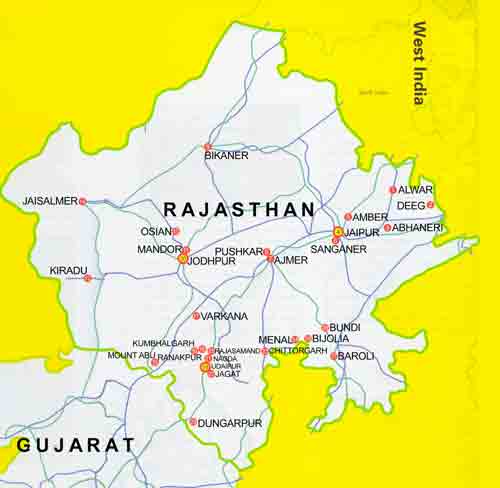 West India
BIKANER
JAISALMER
ALWAR
DEEG
RAJASTHAN
AMBER
ABHANERI
OSIAN
JAIPUR
SANGANER
MANDOR
PUSHKAR
JODHPUR
AJMER
KIRADU
VARKANA
BUNDI
KUMBHALGARH
MENAL
BIJOLIA
RAJASAMAND
CHITTORGARH
MOUNT ABU
RANAKPUR
NAGDA
BAROLI
UDAIPUR
JAGAT
DUNGARPUR
GUJARAT